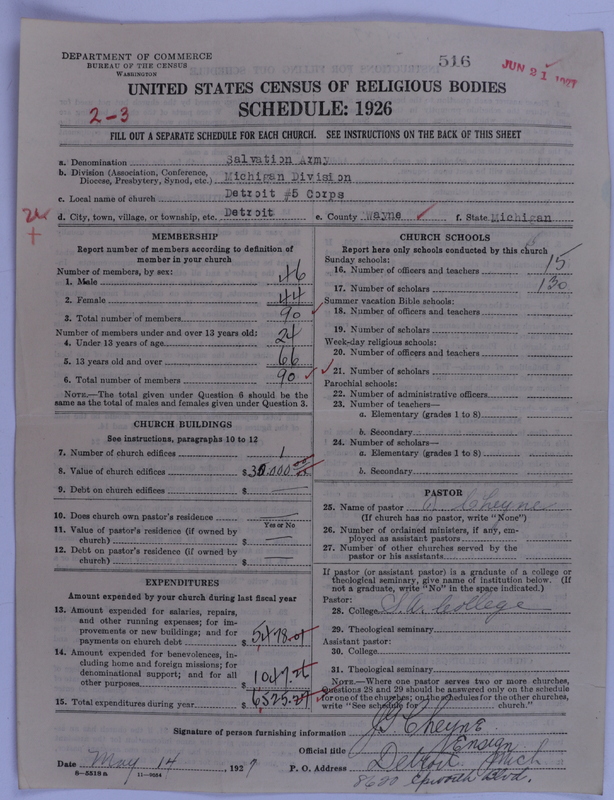 DEPARTMENT OF COMMERCE
BUREAU OF THE CENSUS
WASHINGTON
516
JUN 21 1927
UNITED STATES CENSUS OF RELIGIOUS BODIES
SCHEDULE: 1926
2-3
FILL OUT A SEPARATE SCHEDULE FOR EACH CHURCH. SEE INSTRUCTIONS ON THE BACK OF THIS SHEET
a. Denomination Salvation Army
b. Division (Association, Conference, Diocese, Presbytery, Synod, etc.) Michigan Division
c. Local name of church Detroit #5 Corps
d. City, town, village, or township, etc. Detroit e. County Wayne f. State Michigan
MEMBERSHIP
Report number of members according to definition of
member in your church
Number of members, by sex:
1. Male 46
2. Female 44
3. Total number of members 90
Number of members under and over 13 years old:
4. Under 13 years of age 24
5. 13 years old and over 66
6. Total number of members 90
NOTE.—The total given under Question 6 should be
same as the total of males and females given under Question 3.
CHURCH BUILDINGS
See instructions, paragraphs 10 to 12
7. Number of church edifices 1
8. Value of church edifices $30.000.00
9. Debt on church edifices $
10. Does church own pastor's residence
Yes or No
11. Value of pastor's residence (if owned by
church) $
12. Debt on pastor's residence (if owned by
church) $
EXPENDITURES
Amount expended by your church during last fiscal year
13. Amount expended for salaries, repairs,
and other running expenses; for im-
provements or new buildings; and for
payments on church debt $5478.01
14. Amount expended for benevolences, in-
cluding home and foreign missions; for
denominational support; and for all
other purposes $1047.26
15. Total expenditures during year $6525.27
CHURCH SCHOOLS
Report here only schools conducted by this church
Sunday schools:
16. Number of officers and teachers 15
17. Number of scholars 130
Summer vacation Bible schools:
18. Number of officers and teachers
19. Number of scholars
Week-day religious schools:
20. Number of officers and teachers
21. Number of scholars
Parochial schools:
22. Number of administrative officers
23. Number of teachers—
a. Elementary (grades 1 to 8)
b. Secondary
24. Number of scholars—
a. Elementary (grades 1 to 8)
b. Secondary
PASTOR
25. Name of pastor Cheyne
(If church has no pastor, write "None")
26. Number of ordained ministers, if any, em-
ployed as assistant pastors
27. Number of other churches served by the
pastor or his assistants
If pastor (or assistant pastor) is a graduate of a college or
theological seminary, give name of institution below. (If
not a graduate, write "No" in the space indicated.)
Pastor:
28. College College
29. Theological seminary
Assistant pastor:
30. College
31. Theological seminary
NOTE.—Where one pastor serves two or more churches,
Questions 28 and 29 should be answered only on the schedule
for one of the churches; on the schedules for the other churches,
write "See schedule for church."
Signature of person furnishing information Cheyne
Official title Ensign
Date May 14, 1927 P. O. Address Detroit Mich
8620 Epworth Blvd.
8-5518 a 11-9084